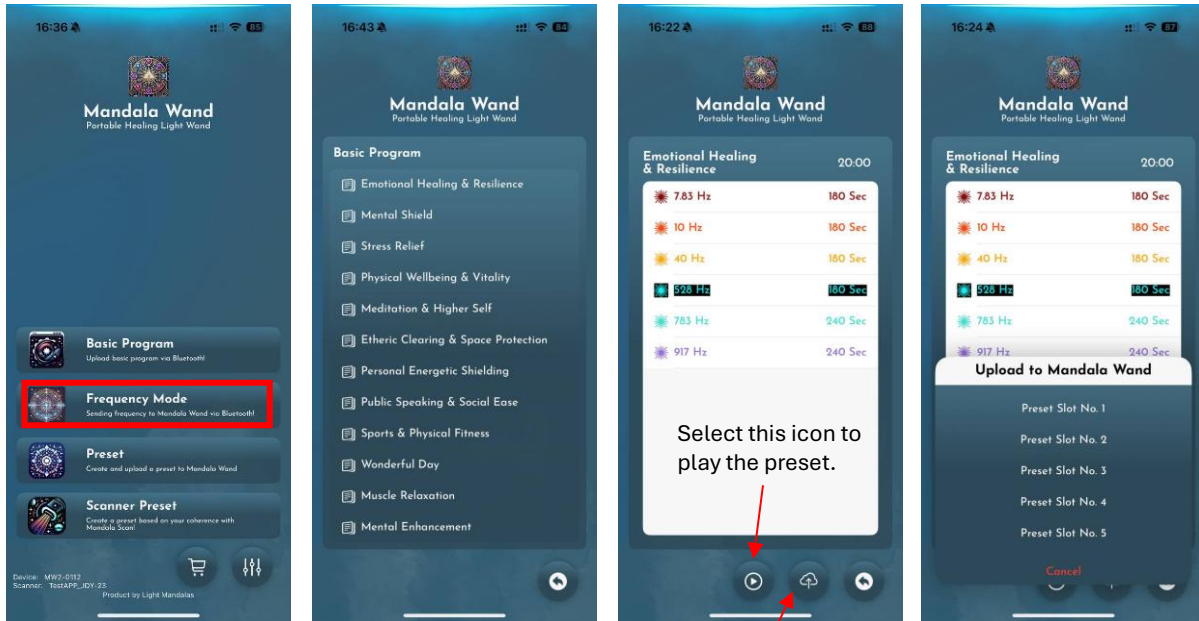 16:36
85
Mandala Wand
Portable Healing Light Wand
Basic Program
Upload basic program via Bluetooth!
Frequency Mode
Sending frequency to Mandala Wand via Bluetooth!
Preset
Create and upload a preset to Mandala Wand
Scanner Preset
Create a preset based on your coherence with
Mandala Scan!
Device: MW2-0112
Scanner: TestAPP_JDY-23
Product by Light Mandalas
16:43
84
Mandala Wand
Portable Healing Light Wand
Basic Program
Emotional Healing & Resilience
Mental Shield
Stress Relief
Physical Wellbeing & Vitality
Meditation & Higher Self
Etheric Clearing & Space Protection
Personal Energetic Shielding
Public Speaking & Social Ease
Sports & Physical Fitness
Wonderful Day
Muscle Relaxation
Mental Enhancement
16:22
88
Mandala Wand
Portable Healing Light Wand
Emotional Healing
& Resilience 20:00
7.83 Hz 180 Sec
10 Hz 180 Sec
40 Hz 180 Sec
528 Hz 180 Sec
783 Hz 240 Sec
917 Hz 240 Sec
Select this icon to
play the preset.
16:24
87
Mandala Wand
Portable Healing Light Wand
Emotional Healing
& Resilience 20:00
7.83 Hz 180 Sec
10 Hz 180 Sec
40 Hz 180 Sec
528 Hz 180 Sec
783 Hz 240 Sec
917 Hz 240 Sec
Upload to Mandala Wand
Preset Slot No. 1
Preset Slot No. 2
Preset Slot No. 3
Preset Slot No. 4
Preset Slot No. 5
Cancel